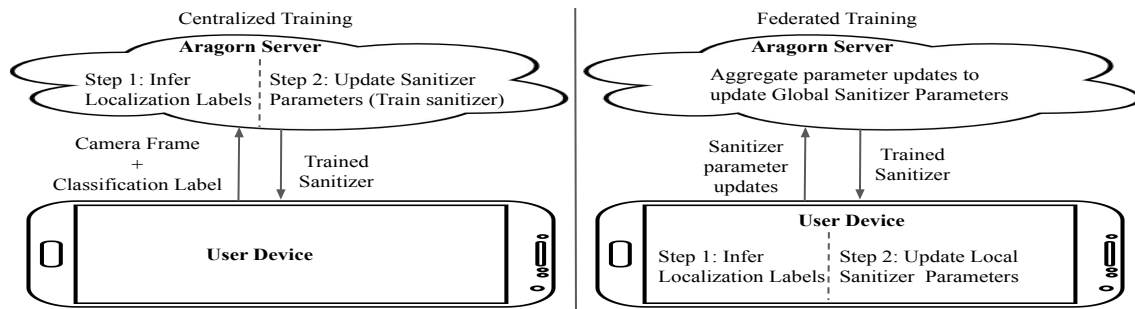 Centralized Training
Aragorn Server
Step 1: Infer
Localization Labels
Step 2: Update Sanitizer
Parameters (Train sanitizer)
Camera Frame
+
Classification Label
Trained
Sanitizer
User Device
Federated Training
Aragorn Server
Aggregate parameter updates to
update Global Sanitizer Parameters
Sanitizer
parameter
updates
Trained
Sanitizer
User Device
Step 1: Infer
Localization Labels
Step 2: Update Local
Sanitizer Parameters